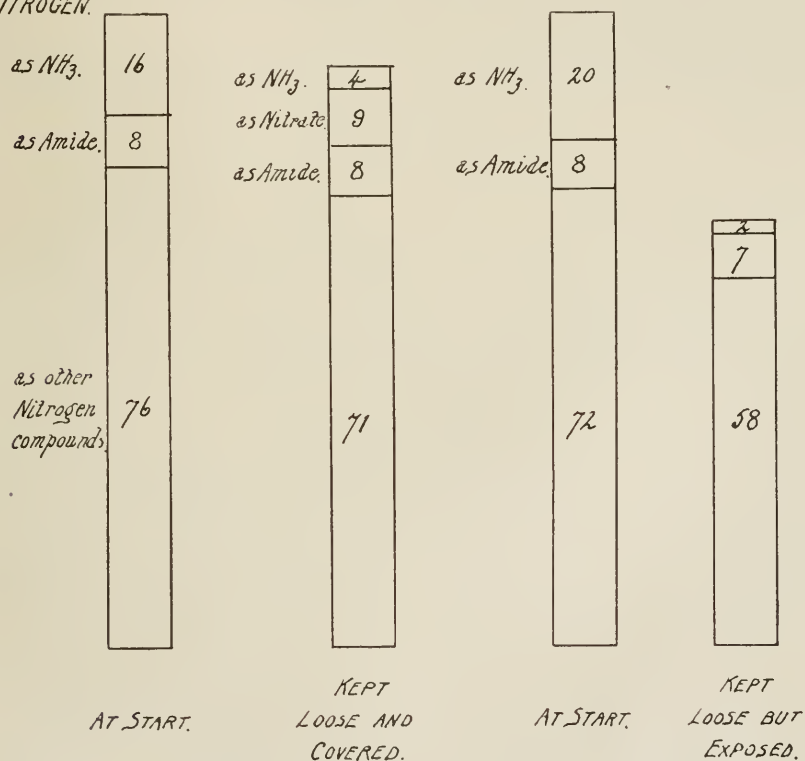 NITROGEN.
as NH3. 16
as Amide. 8
as other
Nitrogen
compounds.
76
AT START.
as NH3. 4
as Nitrate. 9
as Amide. 8
71
KEPT
LOOSE AND
COVERED.
as NH3. 20
as Amide. 8
72
AT START.
2
7
58
KEPT
LOOSE BUT
EXPOSED.